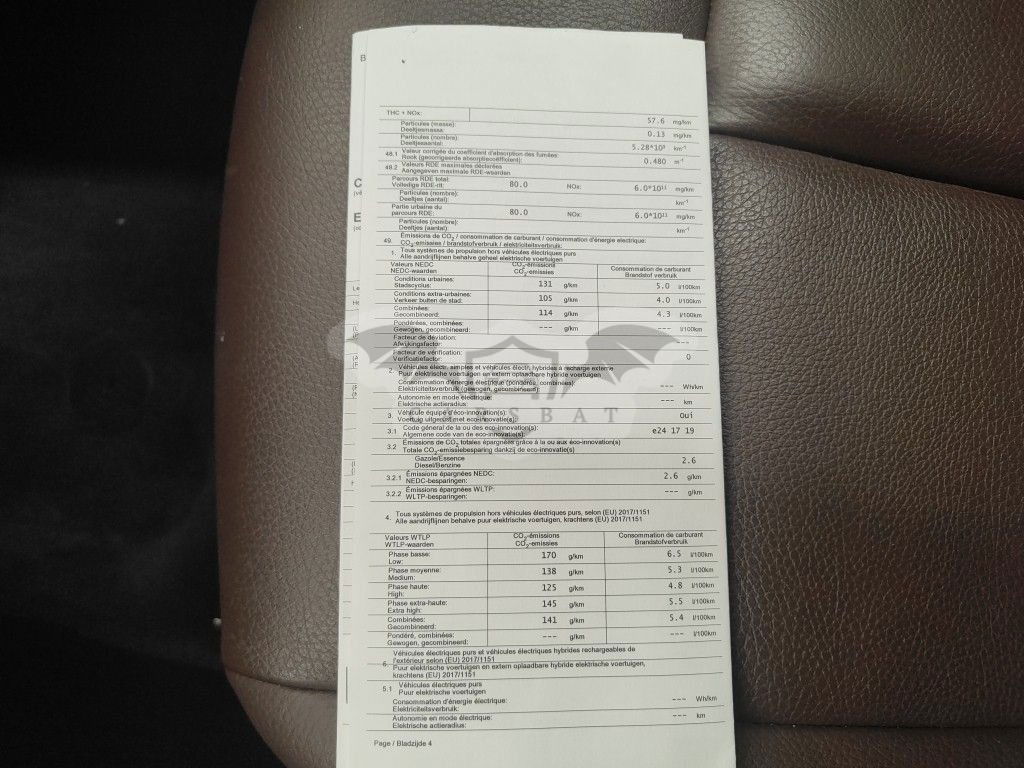 THC + NOx: 57.6 mg/km
Particules (masse):
Deeltjesmassa: 0.13 mg/km
Particules (nombre):
Deeltjesaantal: 5.28*10⁹ km⁻¹
48.1 Valeur corrigée du coefficient d'absorption des fumées:
Rook (gecorrigeerde absorptiecoëfficiënt): 0.480 m⁻¹
48.2 Valeurs RDE maximales déclarées
Aangegeven maximale RDE-waarden
Parcours RDE total:
Volledige RDE-rit: 80.0 NOx: 6.0*10¹¹ mg/km
Particules (nombre):
Deeltjes (aantal): km⁻¹
Partie urbaine du
parcours RDE: 80.0 NOx: 6.0*10¹¹ mg/km
Particules (nombre):
Deeltjes (aantal): km⁻¹
49. Émissions de CO₂ / consommation de carburant / consommation d'énergie electrique:
CO₂-emissies / brandstofverbruik / elektriciteitsverbruik:
1. Tous systèmes de propulsion hors véhicules électriques purs
Alle aandrijflijnen behalve geheel elektrische voertuigen
Valeurs NEDC CO₂-émissions Consommation de carburant
NEDC-waarden CO₂-emissies Brandstof verbruik
Conditions urbaines:
Stadscyclus: 131 g/km 5.0 l/100km
Conditions extra-urbaines:
Verkeer buiten de stad: 105 g/km 4.0 l/100km
Combinées:
Gecombineerd: 114 g/km 4.3 l/100km
Pondérées, combinées:
Gewogen, gecombineerd: --- g/km --- l/100km
Facteur de déviation:
Afwijkingsfactor: ---
Facteur de vérification:
Verificatiefactor: 0
2. Véhicules électr. simples et véhicules électr. hybrides à recharge externe
Puur elektrische voertuigen en extern oplaadbare hybride voertuigen
Consommation d'énergie électrique (pondérée, combinées):
Elektriciteitsverbruik (gewogen, gecombineerd): --- Wh/km
Autonomie en mode électrique:
Elektrische actieradius: --- km
3. Véhicule équipé d'éco-innovation(s):
Voertuig uitgerust met eco-innovatie(s): Oui
3.1 Code général de la ou des eco-innovation(s):
Algemene code van de eco-innovatie(s): e24 17 19
3.2 Émissions de CO₂ totales épargnées grâce à la ou aux éco-innovation(s)
Totale CO₂-emissiebesparing dankzij de eco-innovatie(s)
Gazole/Essence
Diesel/Benzine 2.6
3.2.1 Émissions épargnées NEDC:
NEDC-besparingen: 2.6 g/km
3.2.2 Émissions épargnées WLTP:
WLTP-besparingen: --- g/km
4. Tous systèmes de propulsion hors véhicules électriques purs, selon (EU) 2017/1151
Alle aandrijflijnen behalve puur elektrische voertuigen, krachtens (EU) 2017/1151
Valeurs WTLP CO₂-émissions Consommation de carburant
WTLP-waarden CO₂-emissies Brandstofverbruik
Phase basse:
Low: 170 g/km 6.5 l/100km
Phase moyenne:
Medium: 138 g/km 5.3 l/100km
Phase haute:
High: 125 g/km 4.8 l/100km
Phase extra-haute:
Extra high: 145 g/km 5.5 l/100km
Combinées:
Gecombineerd: 141 g/km 5.4 l/100km
Pondéré, combinées:
Gewogen, gecombineerd: --- g/km --- l/100km
Véhicules électriques purs et véhicules électriques hybrides rechargeables de
l'extérieur selon (EU) 2017/1151
Puur elektrische voertuigen en extern oplaadbare hybride elektrische voertuigen,
krachtens (EU) 2017/1151
5.1 Véhicules électriques purs
Puur elektrische voertuigen
Consommation d'énergie électrique:
Elektriciteitsverbruik: --- Wh/km
Autonomie en mode électrique:
Elektrische actieradius: --- km
Page / Bladzijde 4